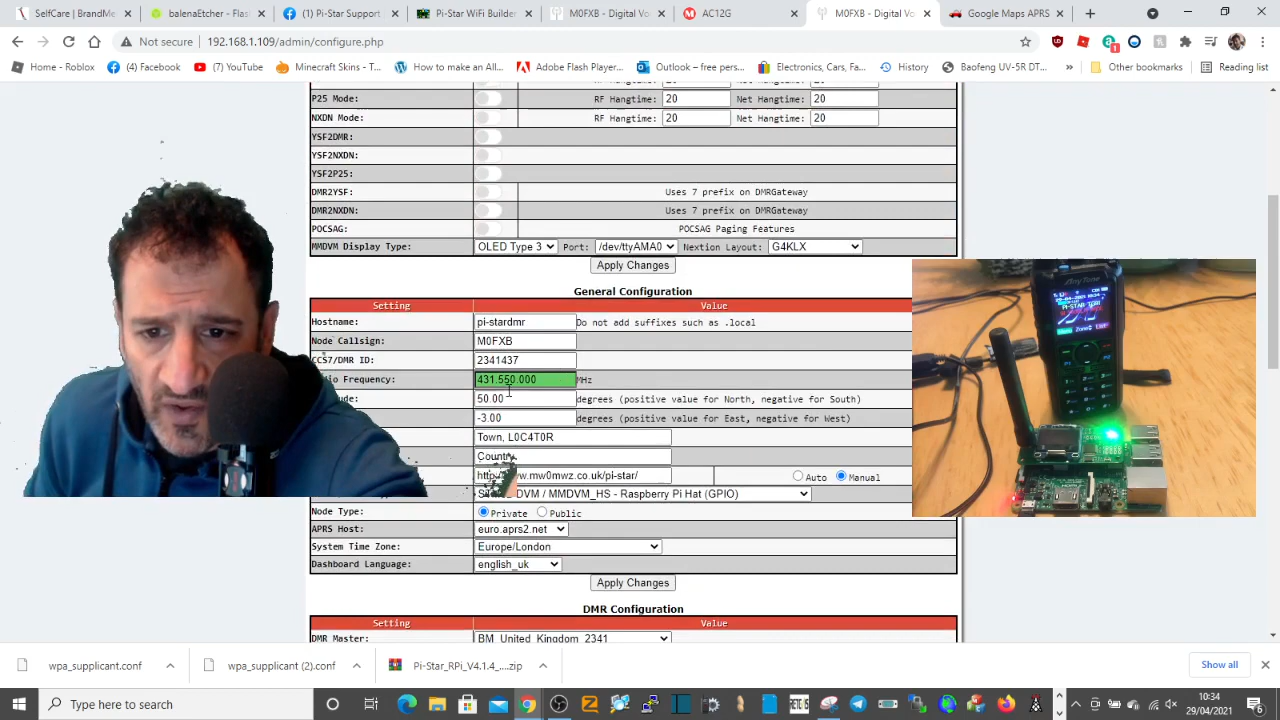 SelfCare | BrandMe
balenaEtcher - Flas
Pi-Star Support
Pi-Star WiFi Builder
M0FXB - Digital Vo
AC12G
M0FXB - Digital Vo
Google Maps APRS
Not secure | 192.168.1.109/admin/configure.php
Home - Roblox
(4) Facebook
(7) YouTube
Minecraft Skins - T...
How to make an All...
Adobe Flash Player...
Outlook – free pers...
Electronics, Cars, Fa...
History
Baofeng UV-5R DT...
Other bookmarks
Reading list
P25 Mode: RF Hangtime: 20 Net Hangtime: 20
NXDN Mode: RF Hangtime: 20 Net Hangtime: 20
YSF2DMR:
YSF2NXDN:
YSF2P25:
DMR2YSF: Uses 7 prefix on DMRGateway
DMR2NXDN: Uses 7 prefix on DMRGateway
POCSAG: POCSAG Paging Features
MMDVM Display Type: OLED Type 3 Port: /dev/ttyAMA0 Nextion Layout: G4KLX
Apply Changes
General Configuration
Setting Value
Hostname: pi-stardmr Do not add suffixes such as .local
Node Callsign: M0FXB
CCS7/DMR ID: 2341437
Frequency: 431.550.000 MHz
50.00 degrees (positive value for North, negative for South)
-3.00 degrees (positive value for East, negative for West)
Town, L0C4T0R
Country
Auto Manual
DVM / MMDVM_HS - Raspberry Pi Hat (GPIO)
Node Type: Private Public
APRS Host: euro.aprs2.net
System Time Zone: Europe/London
Dashboard Language: english_uk
Apply Changes
DMR Configuration
Setting Value
DMR Master: BM_United_Kingdom_2341
AnyTone
PI-STAR
wpa_supplicant.conf
wpa_supplicant (2).conf
Pi-Star_RPi_V4.1.4_....zip
Show all
Type here to search
10:34
29/04/2021